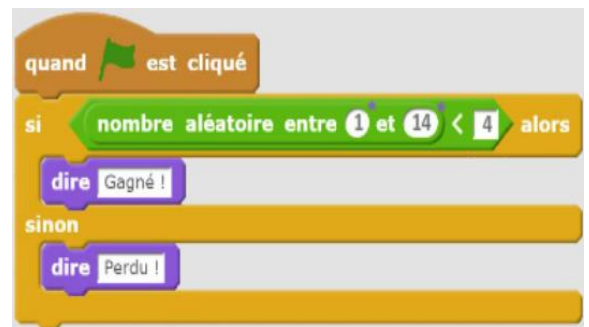 quand est cliqué
si nombre aléatoire entre 1 et 14 < 4 alors
dire Gagné !
sinon
dire Perdu !